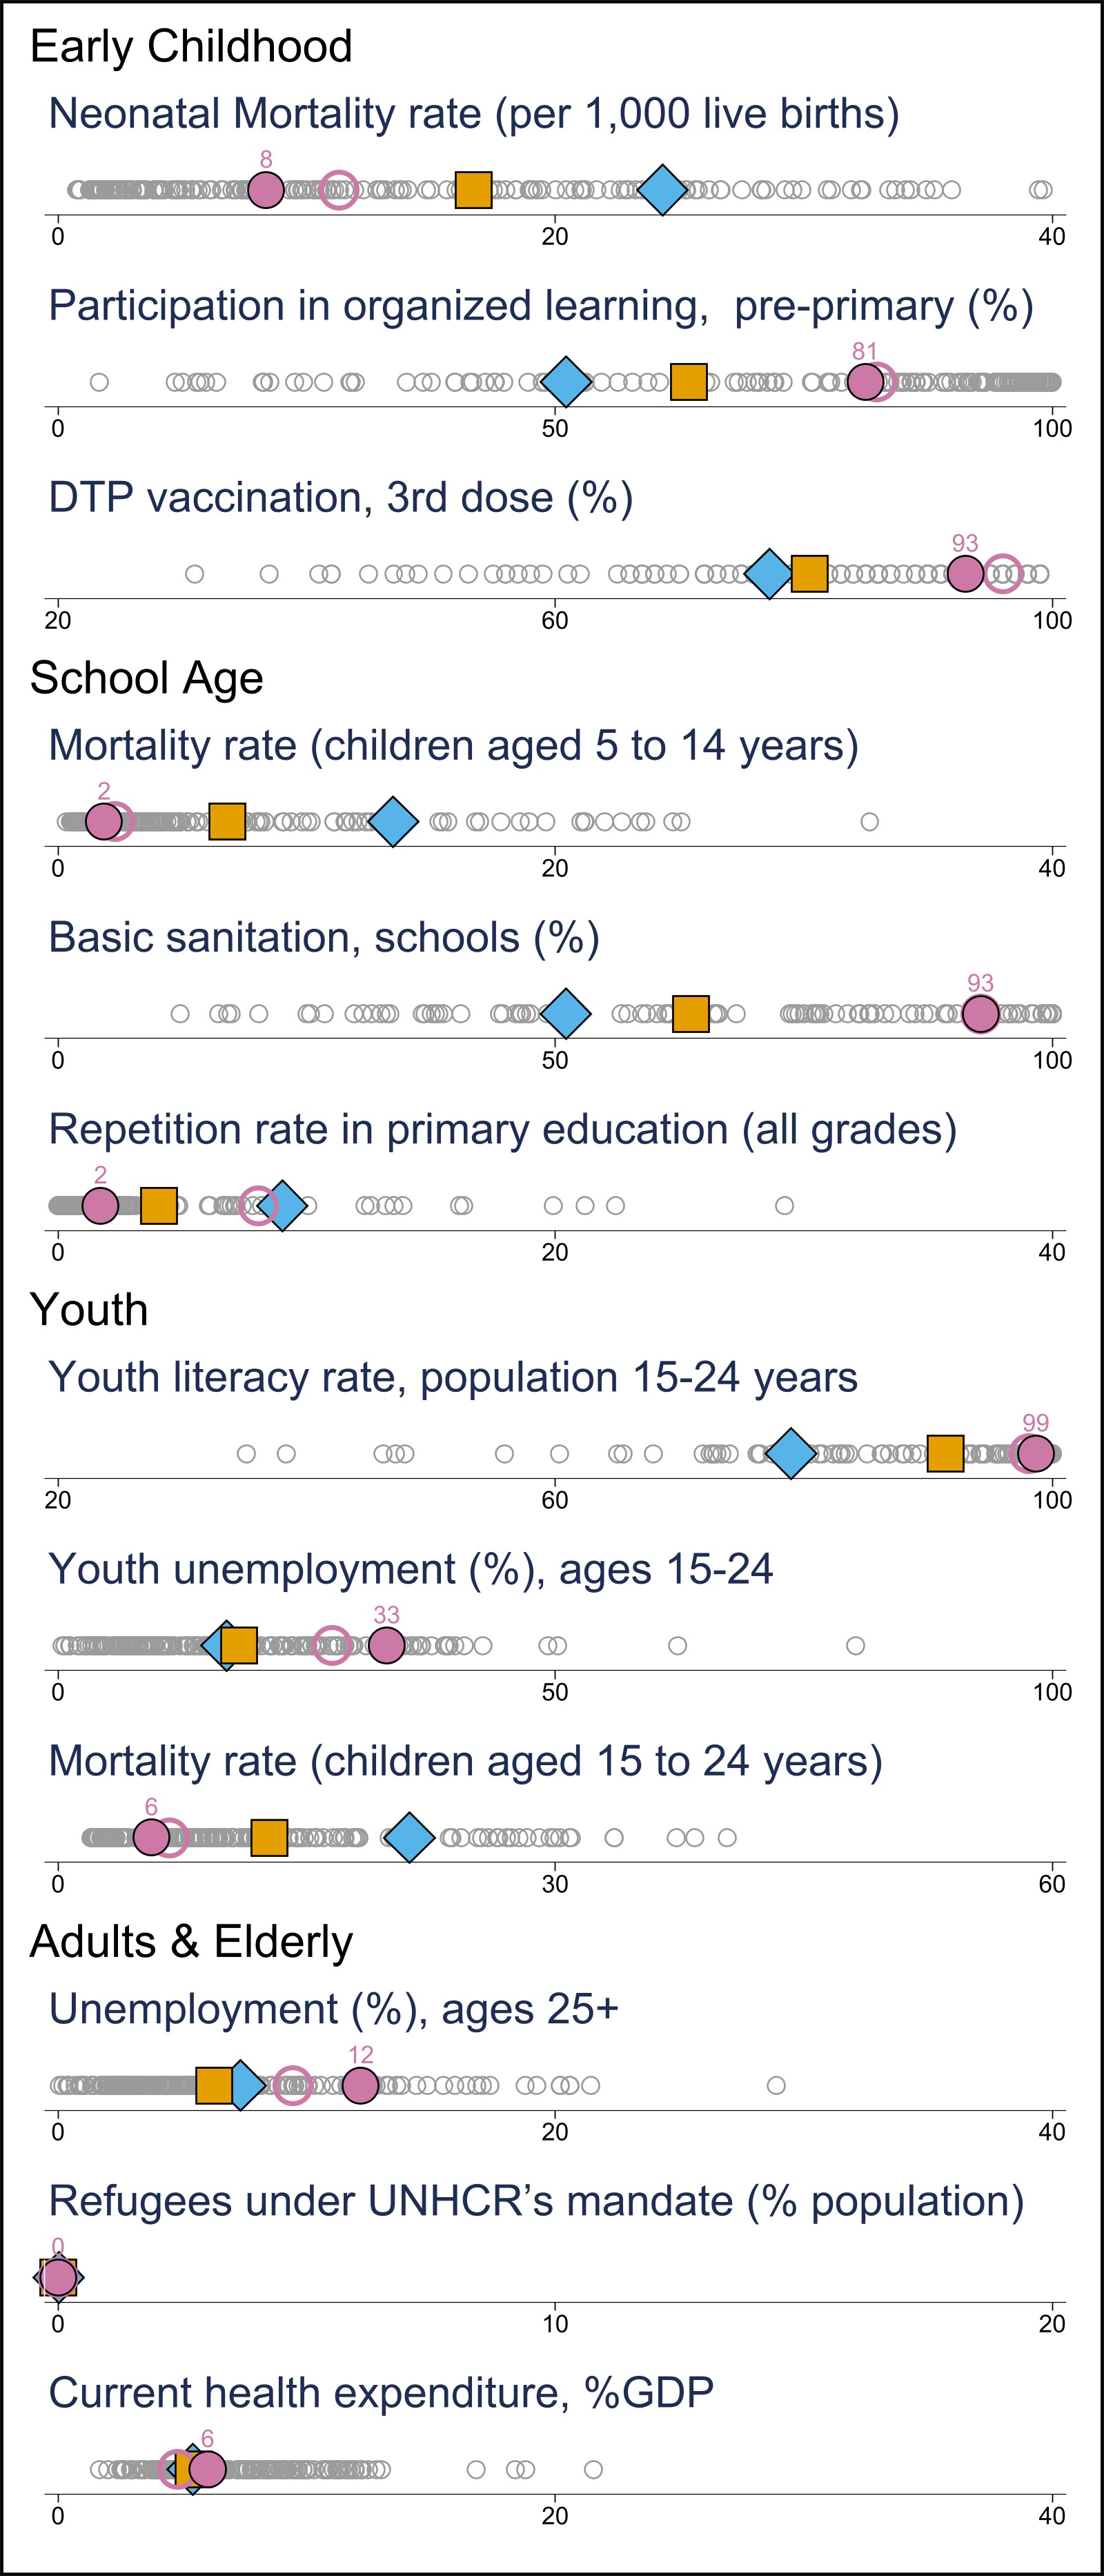 Early Childhood
Neonatal Mortality rate (per 1,000 live births)
8
0 20 40
Participation in organized learning,  pre-primary (%)
81
0 50 100
DTP vaccination, 3rd dose (%)
93
20 60 100
School Age
Mortality rate (children aged 5 to 14 years)
2
0 20 40
Basic sanitation, schools (%)
93
0 50 100
Repetition rate in primary education (all grades)
2
0 20 40
Youth
Youth literacy rate, population 15-24 years
99
20 60 100
Youth unemployment (%), ages 15-24
33
0 50 100
Mortality rate (children aged 15 to 24 years)
6
0 30 60
Adults & Elderly
Unemployment (%), ages 25+
12
0 20 40
Refugees under UNHCR’s mandate (% population)
0
0 10 20
Current health expenditure, %GDP
6
0 20 40